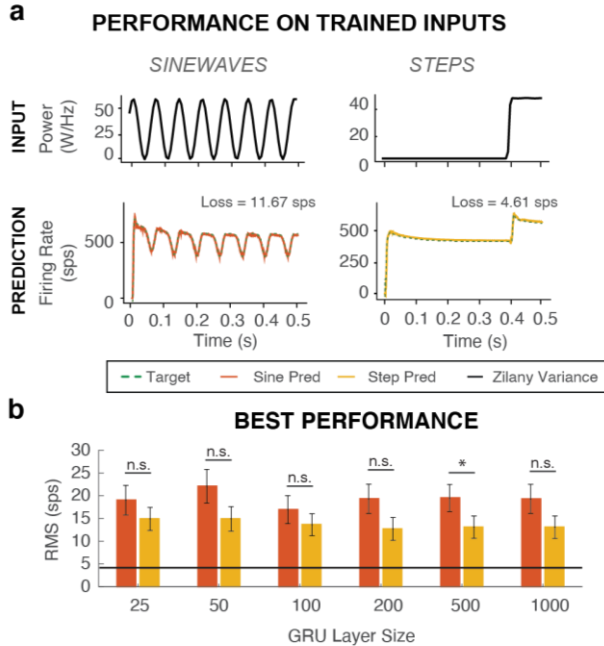 a
PERFORMANCE ON TRAINED INPUTS
SINEWAVES
STEPS
INPUT
Power
(W/Hz)
50
25
0
40
20
0
PREDICTION
Firing Rate
(sps)
Loss = 11.67 sps
500
0
0 0.1 0.2 0.3 0.4 0.5
Time (s)
Loss = 4.61 sps
500
250
0
0 0.1 0.2 0.3 0.4 0.5
Time (s)
Target Sine Pred Step Pred Zilany Variance
b
BEST PERFORMANCE
RMS (sps)
30
25
20
15
10
5
0
n.s. n.s. n.s. n.s. * n.s.
25 50 100 200 500 1000
GRU Layer Size